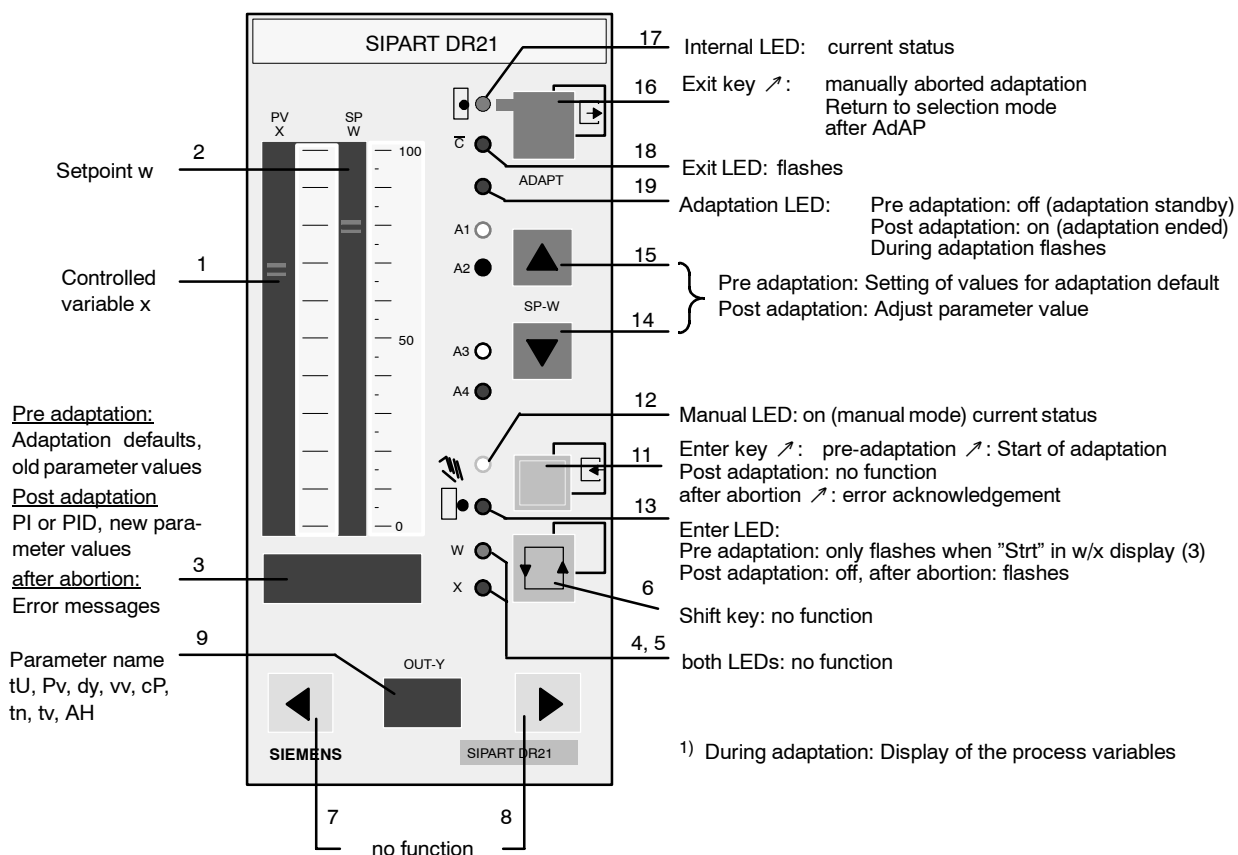 SIPART DR21
17
Internal LED: current status
16
Exit key ↗: manually aborted adaptation
Return to selection mode
after AdAP
PV
X
SP
W
2
Setpoint w
100
C̅
18
Exit LED: flashes
ADAPT
19
Adaptation LED: Pre adaptation: off (adaptation standby)
Post adaptation: on (adaptation ended)
During adaptation flashes
A1
A2
15
1
Controlled
variable x
Pre adaptation: Setting of values for adaptation default
Post adaptation: Adjust parameter value
SP-W
14
50
A3
A4
12
Manual LED: on (manual mode) current status
Pre adaptation:
Adaptation defaults,
old parameter values
Post adaptation
PI or PID, new para-
meter values
after abortion:
Error messages
11
Enter key ↗: pre-adaptation ↗: Start of adaptation
Post adaptation: no function
after abortion ↗: error acknowledgement
13
Enter LED:
Pre adaptation: only flashes when ”Strt” in w/x display (3)
Post adaptation: off, after abortion: flashes
0
W
X
3
6
Shift key: no function
4, 5
both LEDs: no function
9
Parameter name
tU, Pv, dy, vv, cP,
tn, tv, AH
OUT-Y
SIEMENS
SIPART DR21
1) During adaptation: Display of the process variables
7
8
no function